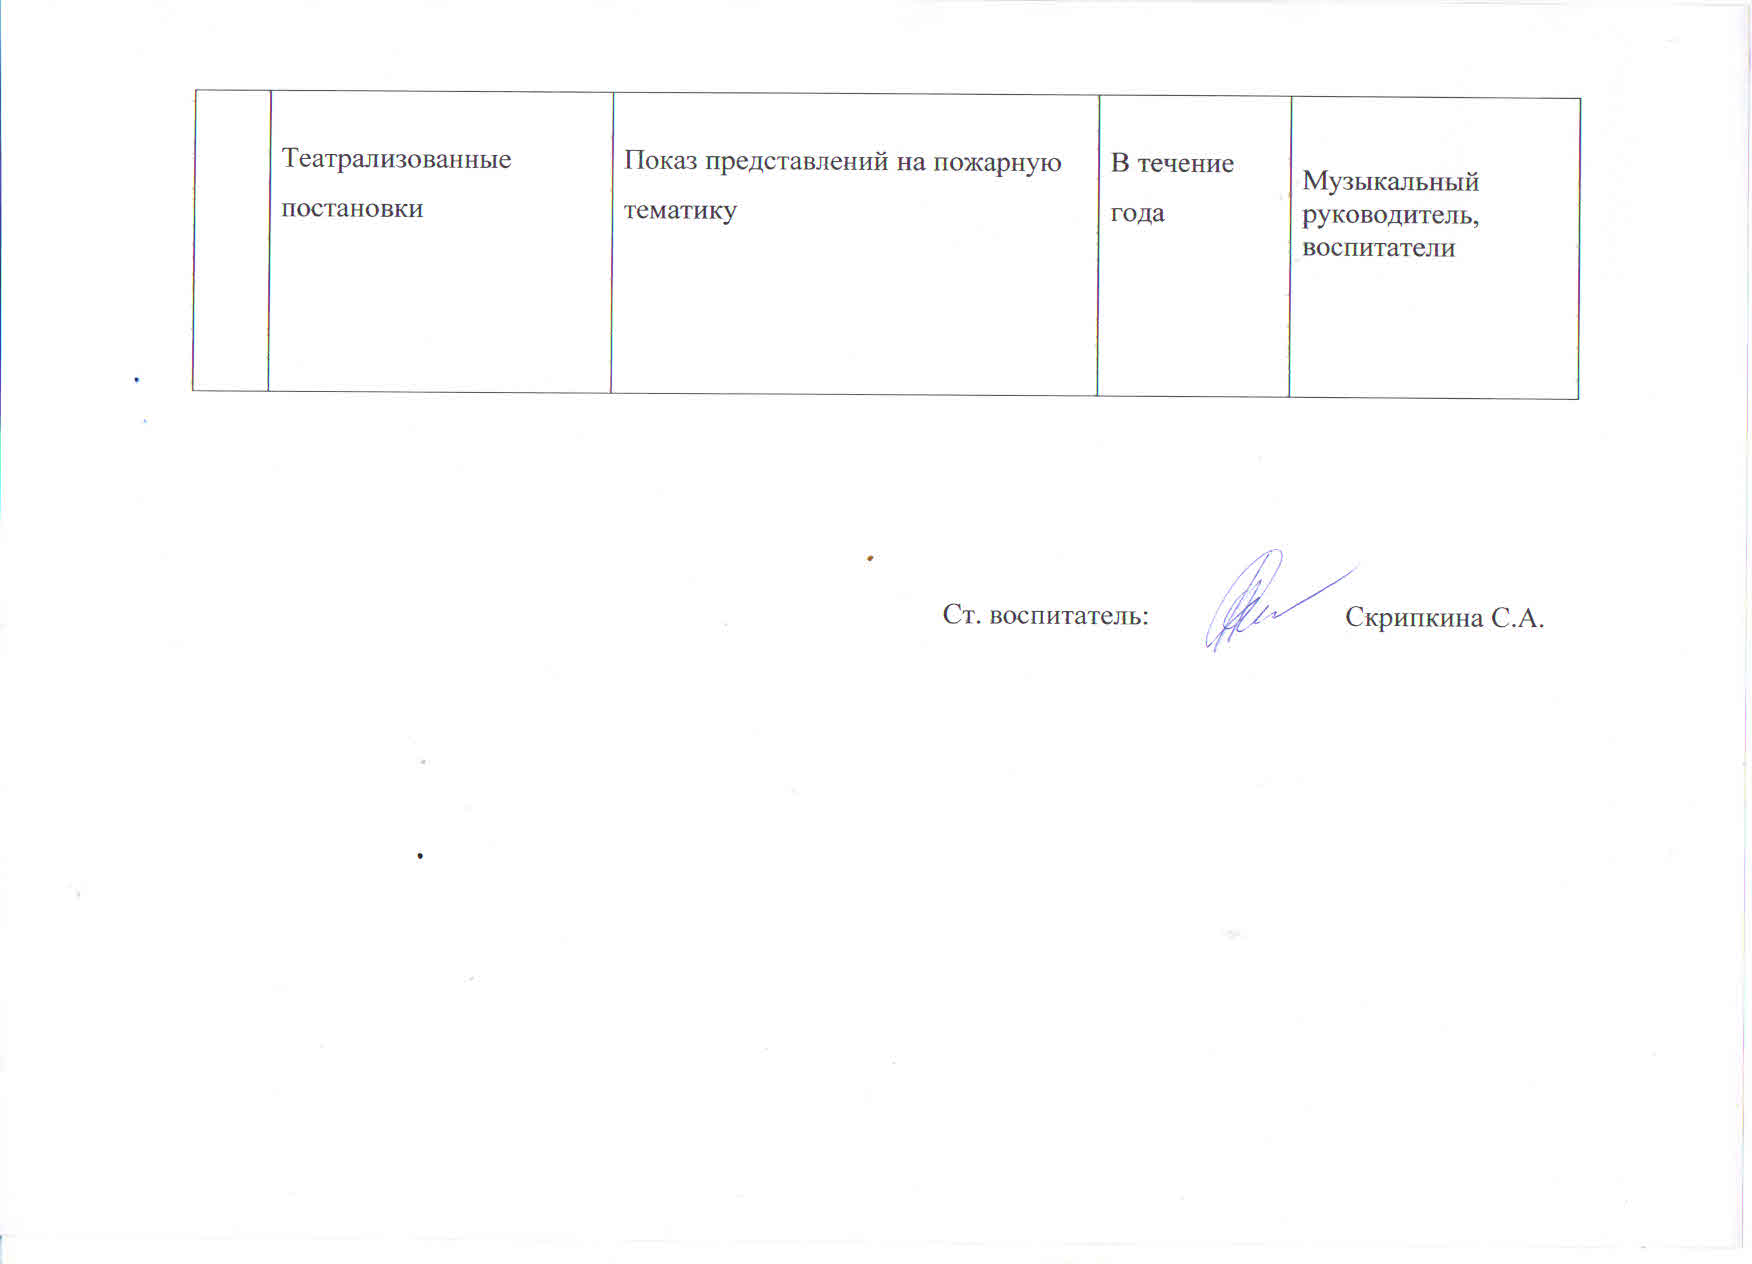 Театрализованные
постановки
Показ представлений на пожарную
тематику
В течение
года
Музыкальный
руководитель,
воспитатели
Ст. воспитатель:
Скрипкина С.А.